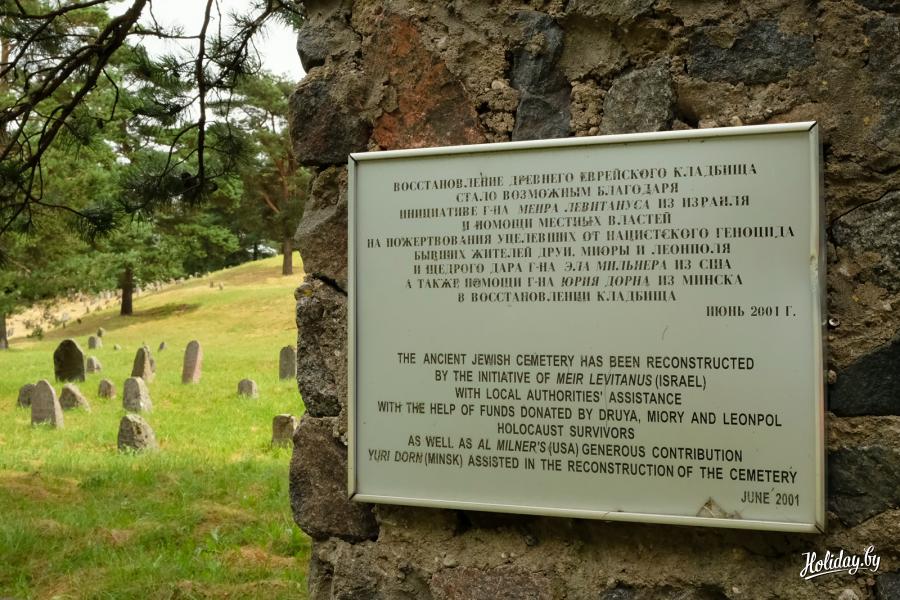 ВОССТАНОВЛЕНИЕ ДРЕВНЕГО ЕВРЕЙСКОГО КЛАДБИЩА
СТАЛО ВОЗМОЖНЫМ БЛАГОДАРЯ
ИНИЦИАТИВЕ Г-НА МЕИРА ЛЕВИТАНУСА ИЗ ИЗРАИЛЯ
И ПОМОЩИ МЕСТНЫХ ВЛАСТЕЙ
НА ПОЖЕРТВОВАНИЯ УЦЕЛЕВШИХ ОТ НАЦИСТСКОГО ГЕНОЦИДА
БЫВШИХ ЖИТЕЛЕЙ ДРУИ, МИОРЫ И ЛЕОНПОЛЯ
И ЩЕДРОГО ДАРА Г-НА ЭЛА МИЛЬНЕРА ИЗ США
А ТАКЖЕ ПОМОЩИ Г-НА ЮРИЯ ДОРНА ИЗ МИНСКА
В ВОССТАНОВЛЕНИИ КЛАДБИЩА
ИЮНЬ 2001 Г.
THE ANCIENT JEWISH CEMETERY HAS BEEN RECONSTRUCTED
BY THE INITIATIVE OF MEIR LEVITANUS (ISRAEL)
WITH LOCAL AUTHORITIES' ASSISTANCE
WITH THE HELP OF FUNDS DONATED BY DRUYA, MIORY AND LEONPOL
HOLOCAUST SURVIVORS
AS WELL AS AL MILNER'S (USA) GENEROUS CONTRIBUTION
YURI DORN (MINSK) ASSISTED IN THE RECONSTRUCTION OF THE CEMETERY
JUNE 2001
Holiday.by